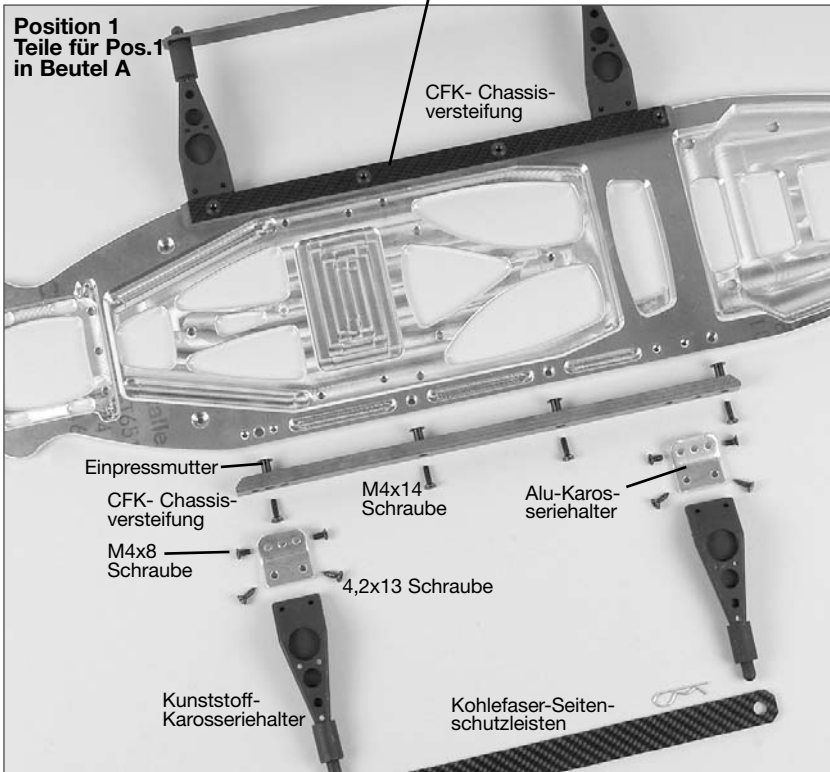 Position 1
Teile für Pos.1
in Beutel A
CFK- Chassis-
versteifung
Einpressmutter
CFK- Chassis-
versteifung
M4x14
Schraube
Alu-Karos-
seriehalter
M4x8
Schraube
4,2x13 Schraube
Kunststoff-
Karosseriehalter
Kohlefaser-Seiten-
schutzleisten